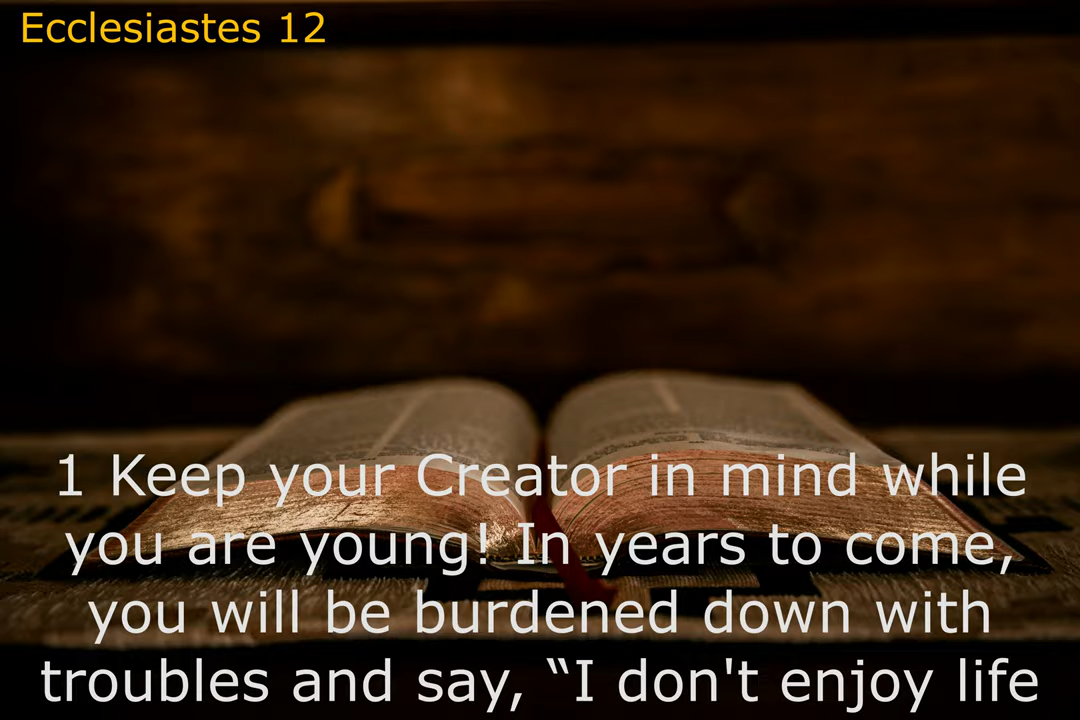 Ecclesiastes 12
1 Keep your Creator in mind while
you are young! In years to come,
you will be burdened down with
troubles and say, “I don't enjoy life